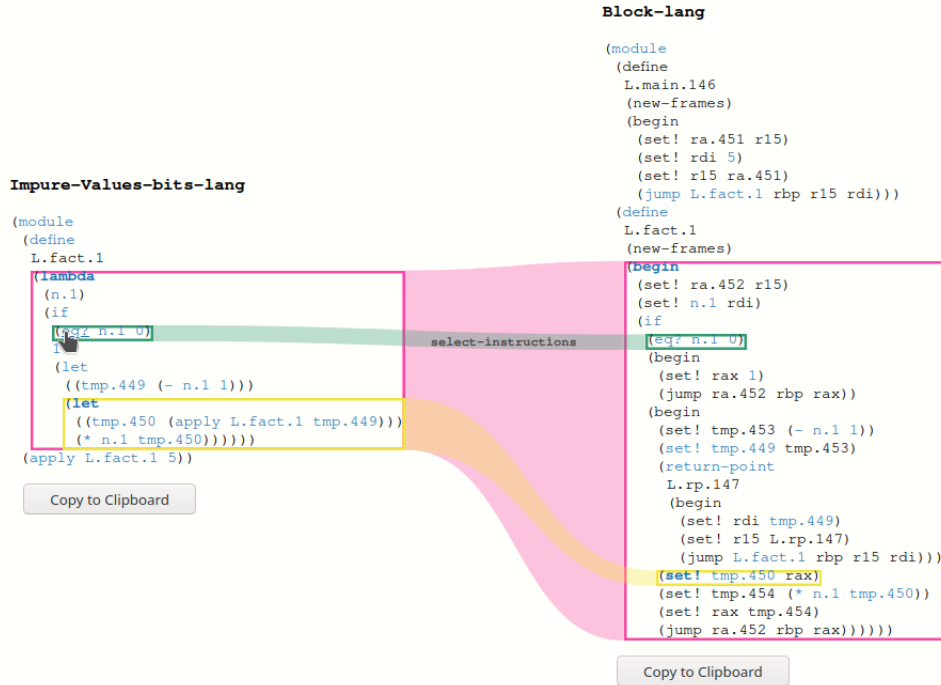 Impure-Values-bits-lang
(module
(define
L.fact.1
(lambda
(n.1)
(if
(eq? n.1 0)
1
(let
((tmp.449 (- n.1 1)))
(let
((tmp.450 (apply L.fact.1 tmp.449)))
(* n.1 tmp.450))))))
(apply L.fact.1 5))
Copy to Clipboard
select-instructions
Block-lang
(module
(define
L.main.146
(new-frames)
(begin
(set! ra.451 r15)
(set! rdi 5)
(set! r15 ra.451)
(jump L.fact.1 rbp r15 rdi)))
(define
L.fact.1
(new-frames)
(begin
(set! ra.452 r15)
(set! n.1 rdi)
(if
(eq? n.1 0)
(begin
(set! rax 1)
(jump ra.452 rbp rax))
(begin
(set! tmp.453 (- n.1 1))
(set! tmp.449 tmp.453)
(return-point
L.rp.147
(begin
(set! rdi tmp.449)
(set! r15 L.rp.147)
(jump L.fact.1 rbp r15 rdi)))
(set! tmp.450 rax)
(set! tmp.454 (* n.1 tmp.450))
(set! rax tmp.454)
(jump ra.452 rbp rax))))))
Copy to Clipboard